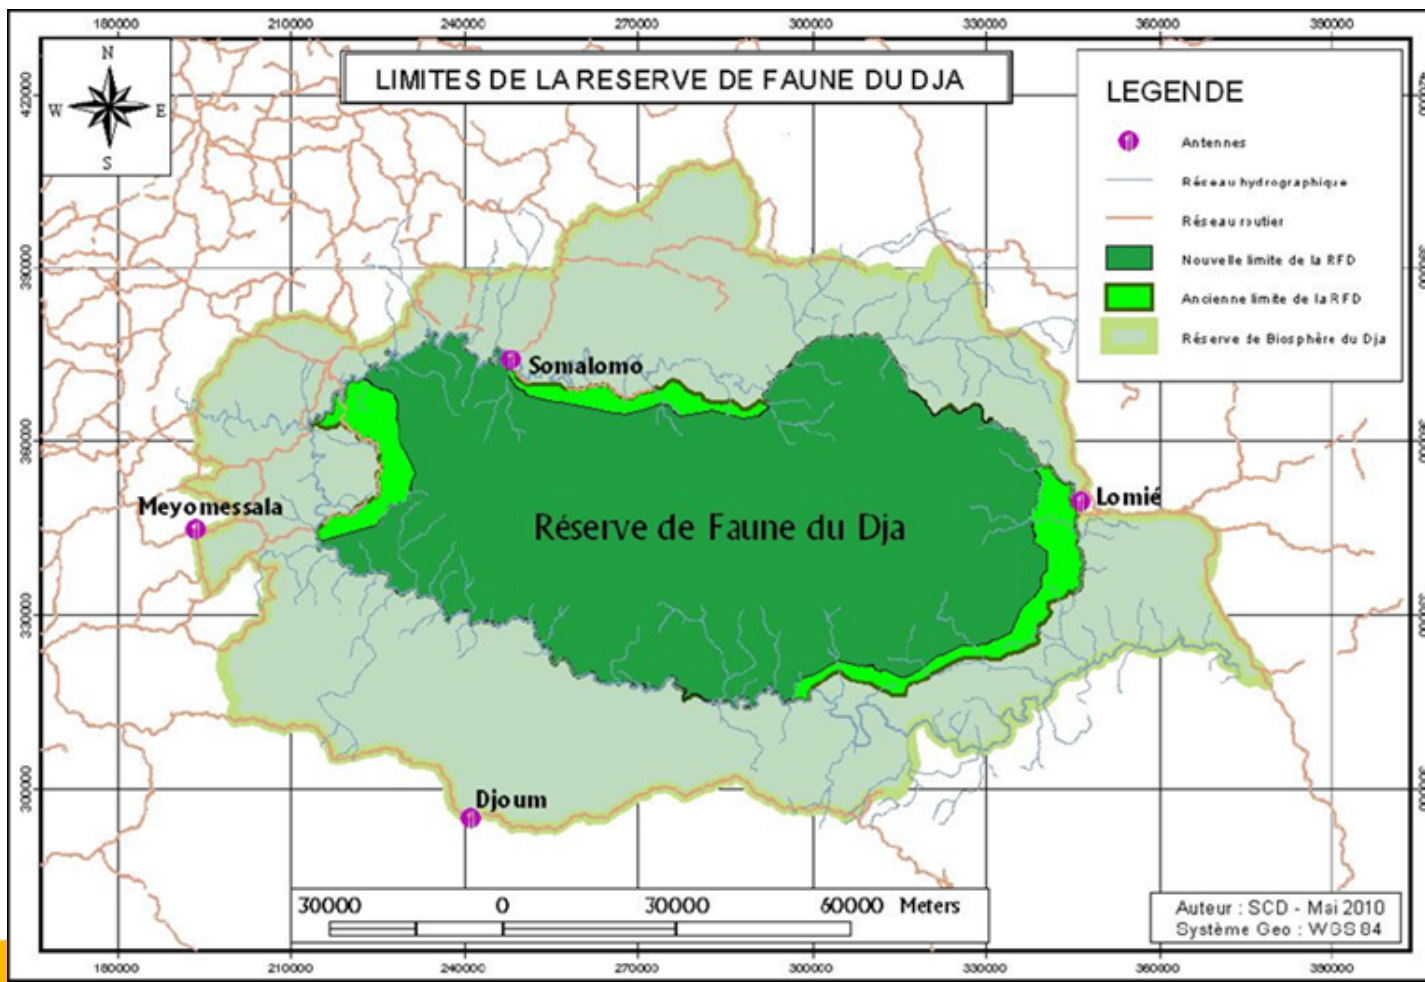 180000 210000 240000 270000 300000 330000 360000 390000
N
W E
S
LIMITES DE LA RESERVE DE FAUNE DU DJA
LEGENDE
Antennes
Réseau hydrographique
Réseau routier
Nouvelle limite de la RFD
Ancienne limite de la RFD
Réserve de Biosphère du Dja
420000
390000
360000
330000
300000
Somalomo
Meyomessala
Lomié
Réserve de Faune du Dja
Djoum
30000 0 30000 60000 Meters
Auteur : SCD - Mai 2010
Système Geo : WGS 84
180000 210000 240000 270000 300000 330000 360000 390000